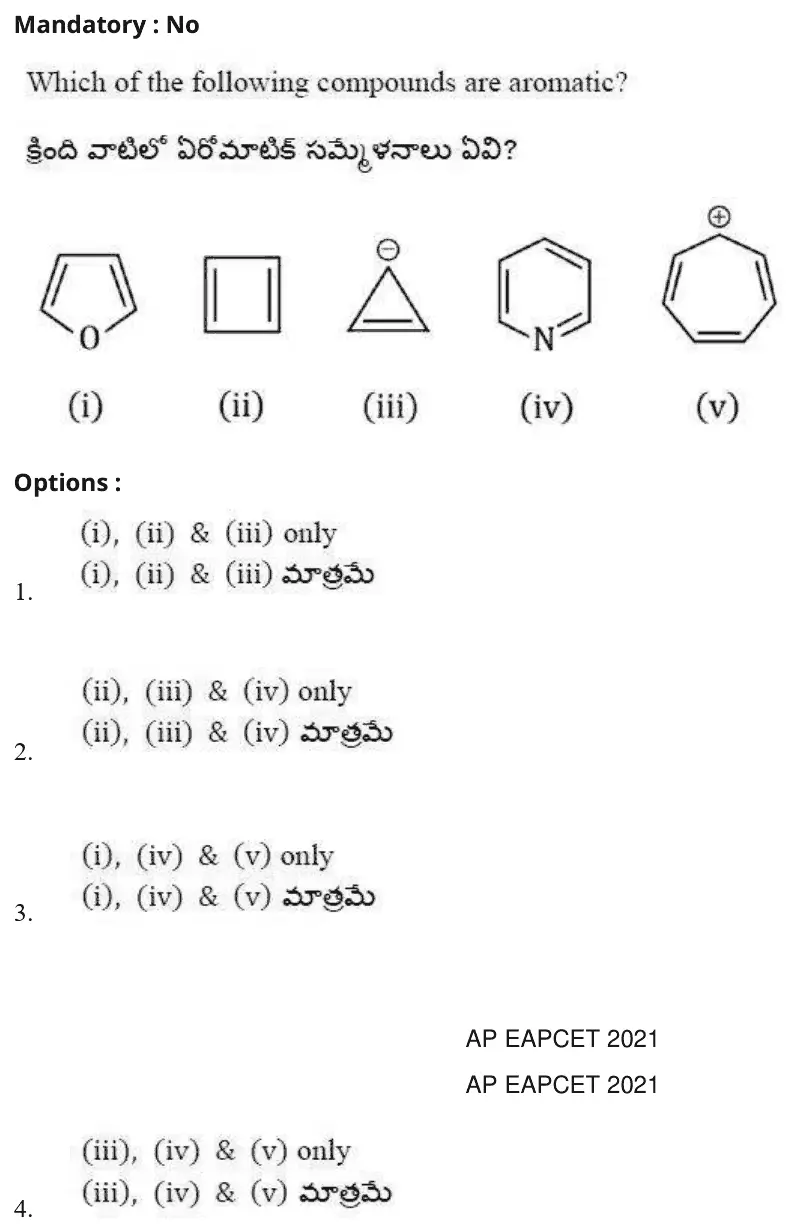 Mandatory : No
Which of the following compounds are aromatic?
క్రింది వాటిలో ఏరోమాటిక్ సమ్మేళనాలు ఏవి?
⊖ ⊕
O N
(i) (ii) (iii) (iv) (v)
Options :
(i), (ii) & (iii) only
(i), (ii) & (iii) మాత్రమే
1.
(ii), (iii) & (iv) only
(ii), (iii) & (iv) మాత్రమే
2.
(i), (iv) & (v) only
(i), (iv) & (v) మాత్రమే
3.
AP EAPCET 2021
AP EAPCET 2021
(iii), (iv) & (v) only
(iii), (iv) & (v) మాత్రమే
4.